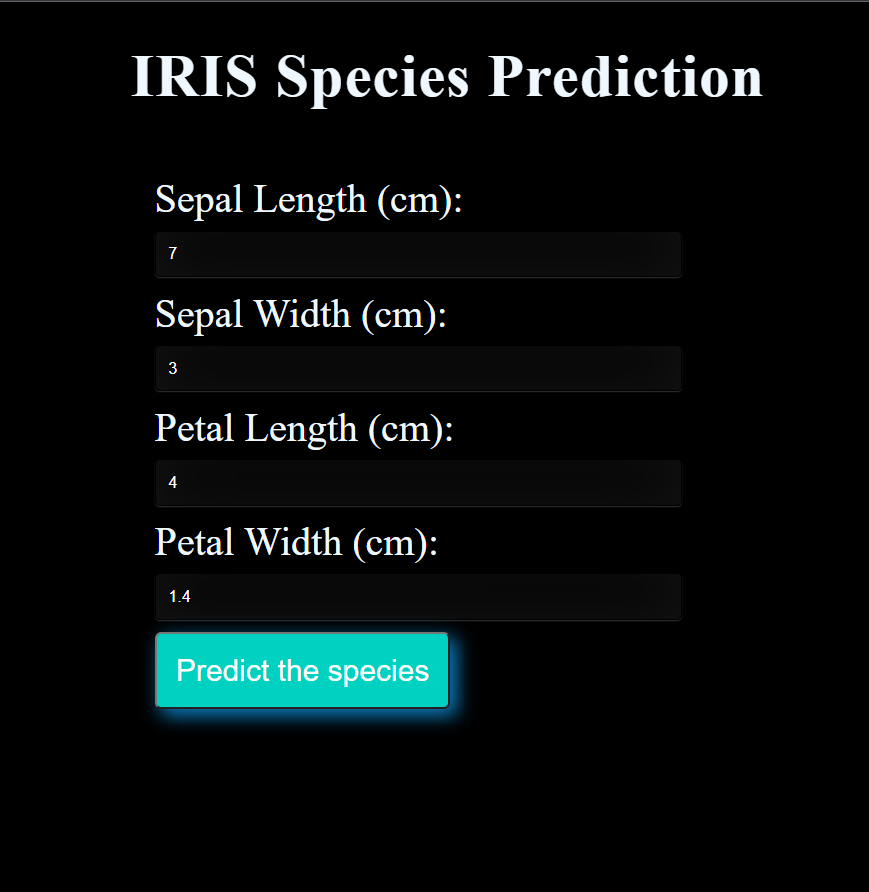 IRIS Species Prediction
Sepal Length (cm):
7
Sepal Width (cm):
3
Petal Length (cm):
4
Petal Width (cm):
1.4
Predict the species